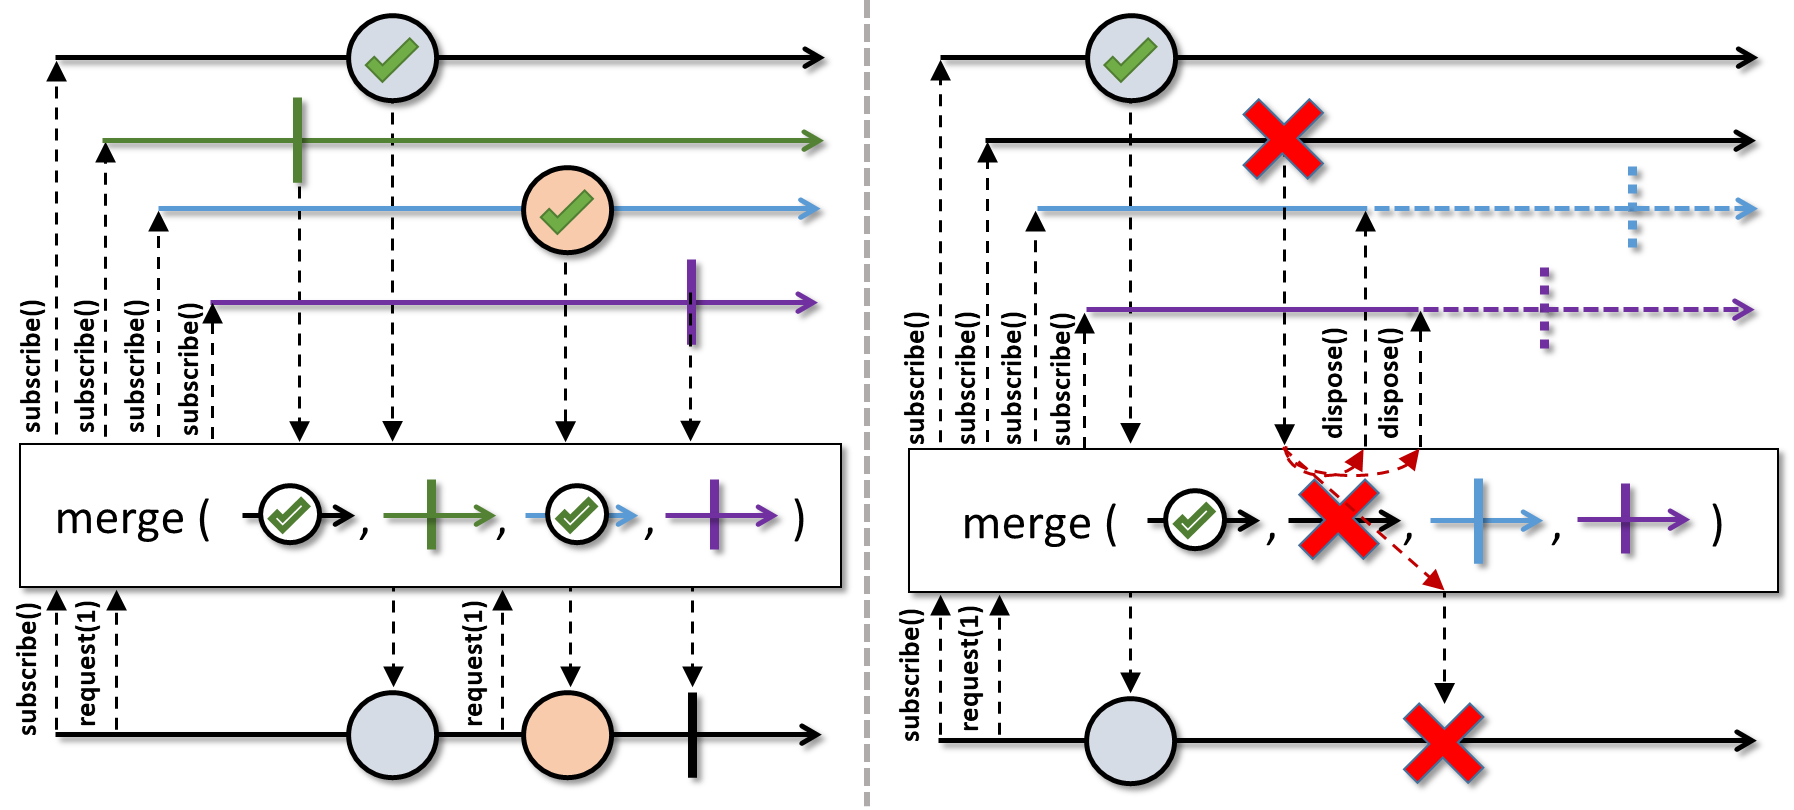 subscribe()
subscribe()
subscribe()
subscribe()
merge ( , , , )
subscribe()
request(1)
request(1)
subscribe()
subscribe()
subscribe()
subscribe()
dispose()
dispose()
merge ( , , , )
subscribe()
request(1)